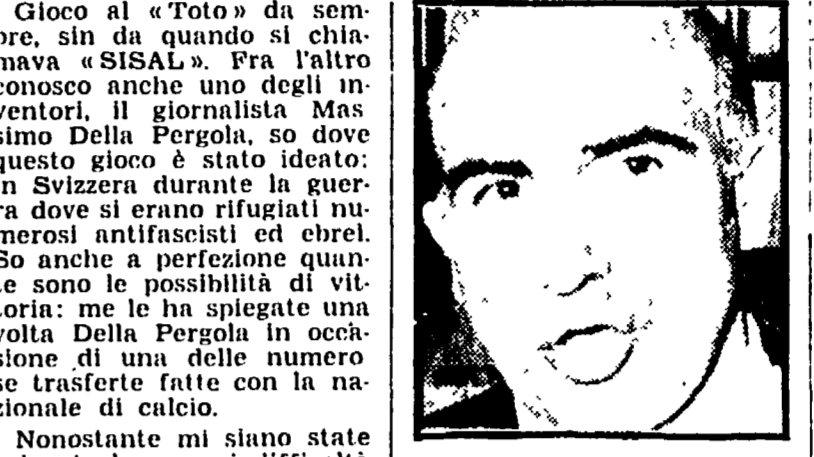 Gioco al «Toto» da sem-
pre, sin da quando si chia-
mava «SISAL». Fra l'altro
conosco anche uno degli in-
ventori, il giornalista Mas
simo Della Pergola, so dove
questo gioco è stato ideato:
in Svizzera durante la guer-
ra dove si erano rifugiati nu-
merosi antifascisti ed ebrei.
So anche a perfezione quan-
te sono le possibilità di vit-
toria: me le ha spiegate una
volta Della Pergola in occa-
sione di una delle numero
se trasferte fatte con la na-
zionale di calcio.
Nonostante mi siano state